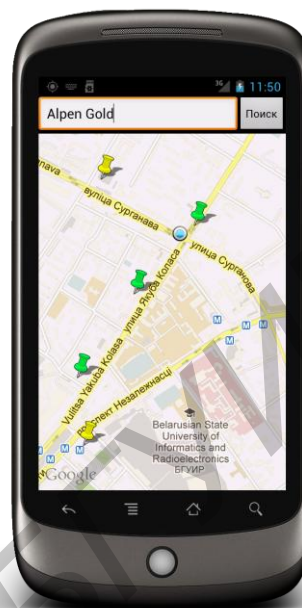 3G 11:50
Alpen Gold
Поиск
вуліца Сурганава
улица Сурганова
Vulitsa Yakuba Kolasa
улица Якуба Коласа
M
M
M
M
M
Незалежнасці
Belarusian State
University of
Informatics and
Radioelectronics
БГУИР
Google